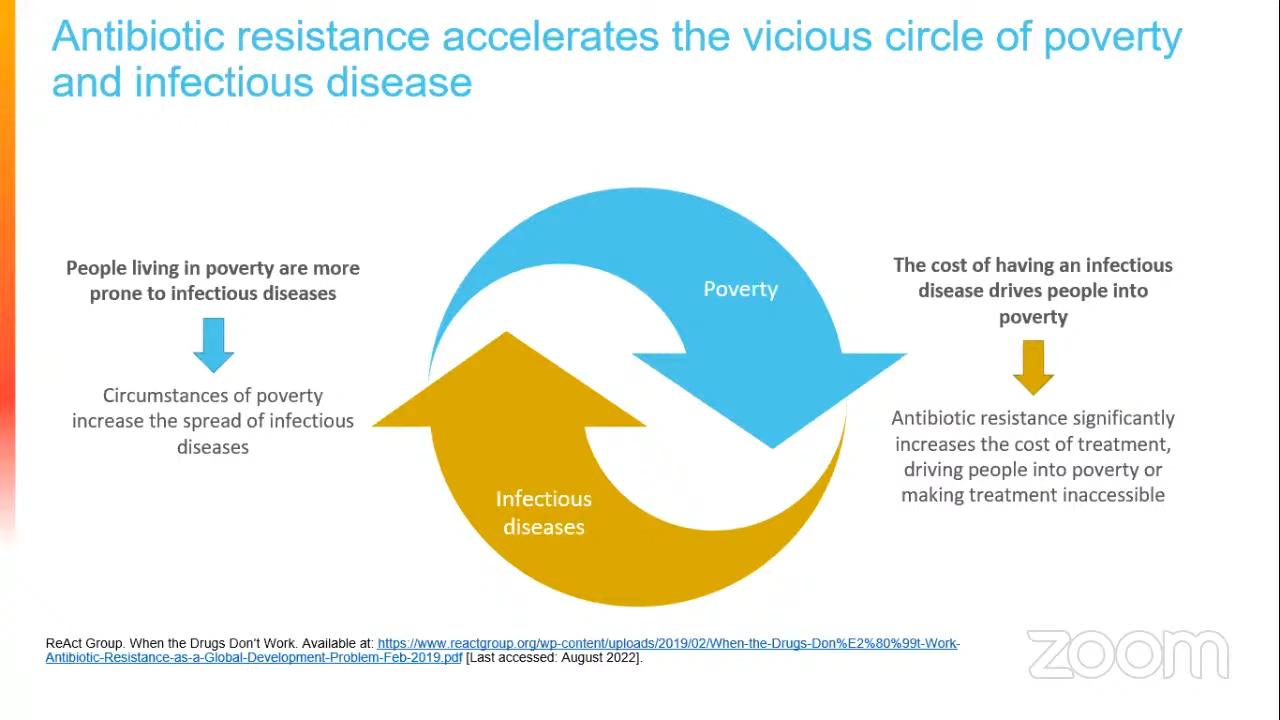 Antibiotic resistance accelerates the vicious circle of poverty
and infectious disease
People living in poverty are more
prone to infectious diseases
Circumstances of poverty
increase the spread of infectious
diseases
Poverty
Infectious
diseases
The cost of having an infectious
disease drives people into
poverty
Antibiotic resistance significantly
increases the cost of treatment,
driving people into poverty or
making treatment inaccessible
ReAct Group. When the Drugs Don't Work. Available at: https://www.reactgroup.org/wp-content/uploads/2019/02/When-the-Drugs-Don%E2%80%99t-Work-
Antibiotic-Resistance-as-a-Global-Development-Problem-Feb-2019.pdf [Last accessed: August 2022].
zoom